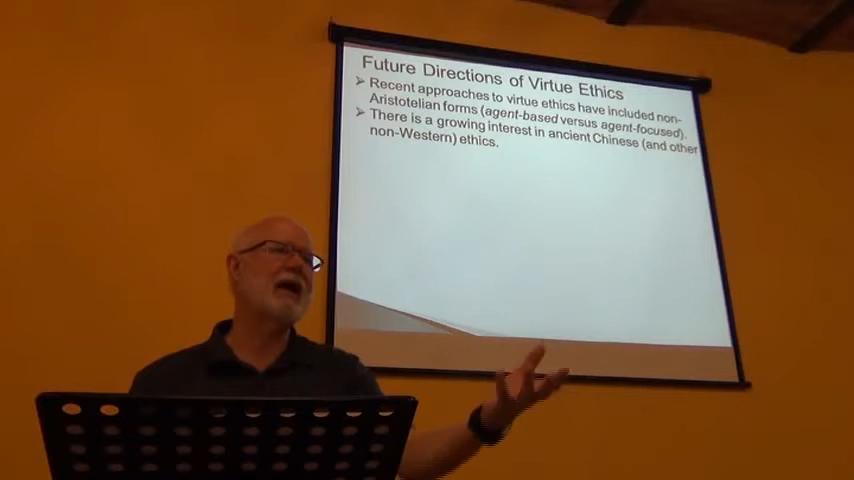 Future Directions of Virtue Ethics
➢ Recent approaches to virtue ethics have included non-
Aristotelian forms (agent-based versus agent-focused).
➢ There is a growing interest in ancient Chinese (and other
non-Western) ethics.